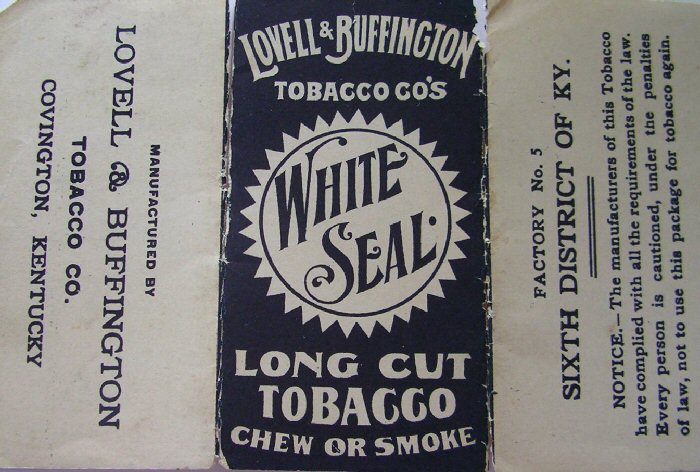 MANUFACTURED BY
LOVELL & BUFFINGTON
TOBACCO CO.
COVINGTON, KENTUCKY
LOVELL & BUFFINGTON
TOBACCO CO'S
WHITE
SEAL
LONG CUT
TOBACCO
CHEW OR SMOKE
FACTORY No. 5
SIXTH DISTRICT OF KY.
NOTICE.—The manufacturers of this Tobacco
have complied with all the requirements of the law.
Every person is cautioned, under the penalties
of law, not to use this package for tobacco again.